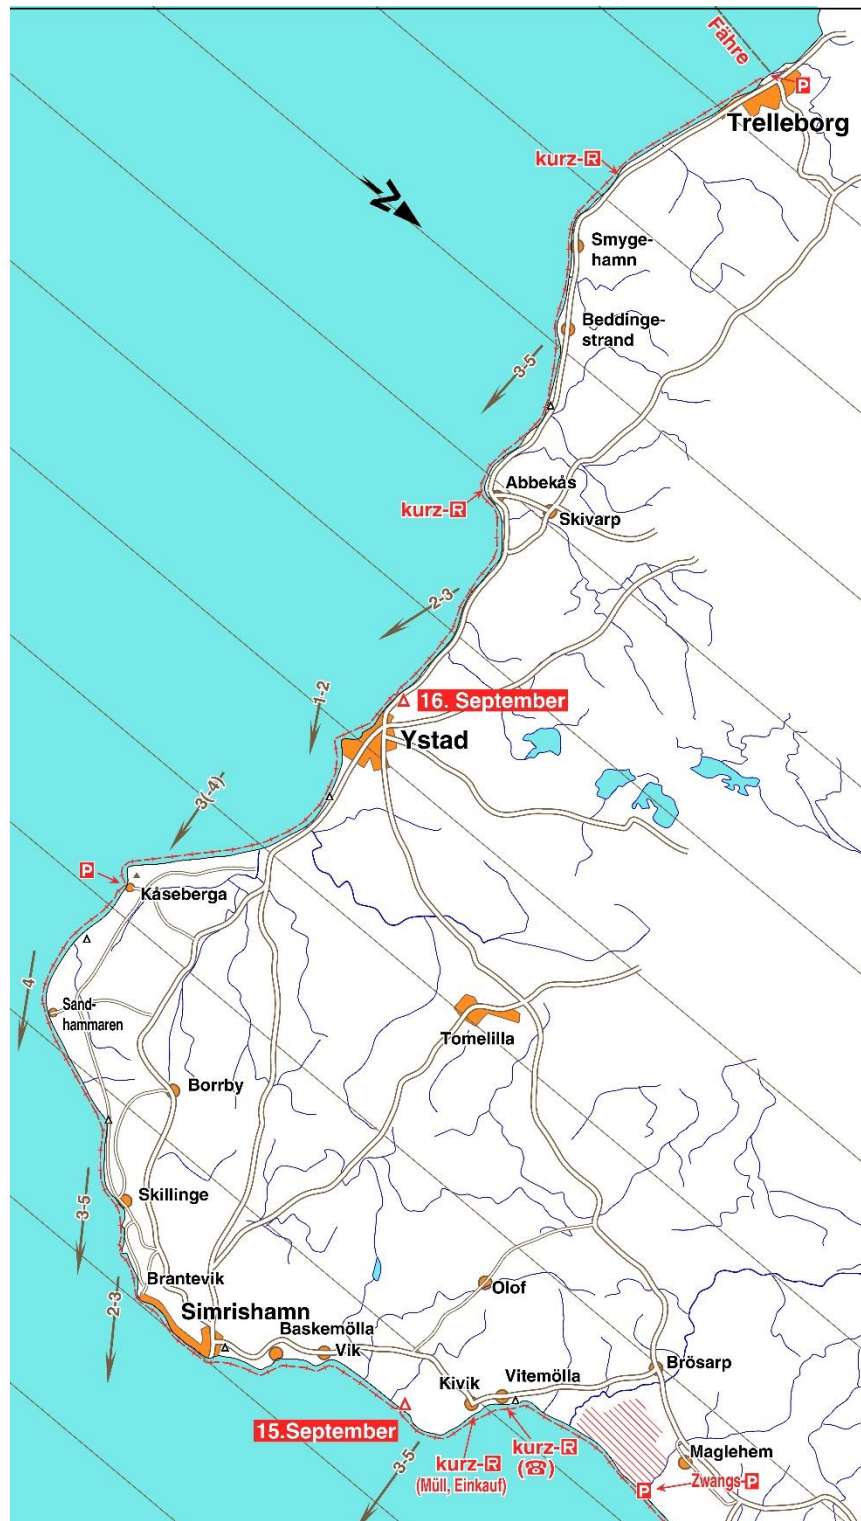 Fähre
P
Trelleborg
kurz-R
Smyge-
hamn
N
Beddinge-
strand
3-5
Abbekås
kurz-R
Skivarp
2-3
16. September
1-2
Ystad
3(-4)
P
Kåseberga
4
Sand-
hammaren
Tomelilla
Borrby
3-5
Skillinge
Brantevik
2-3
Olof
Simrishamn
Baskemölla
Vik
Brösarp
Kivik
Vitemölla
15.September
3-5
kurz-R
(Müll, Einkauf)
kurz-R
(☎)
Maglehem
P
Zwangs-P